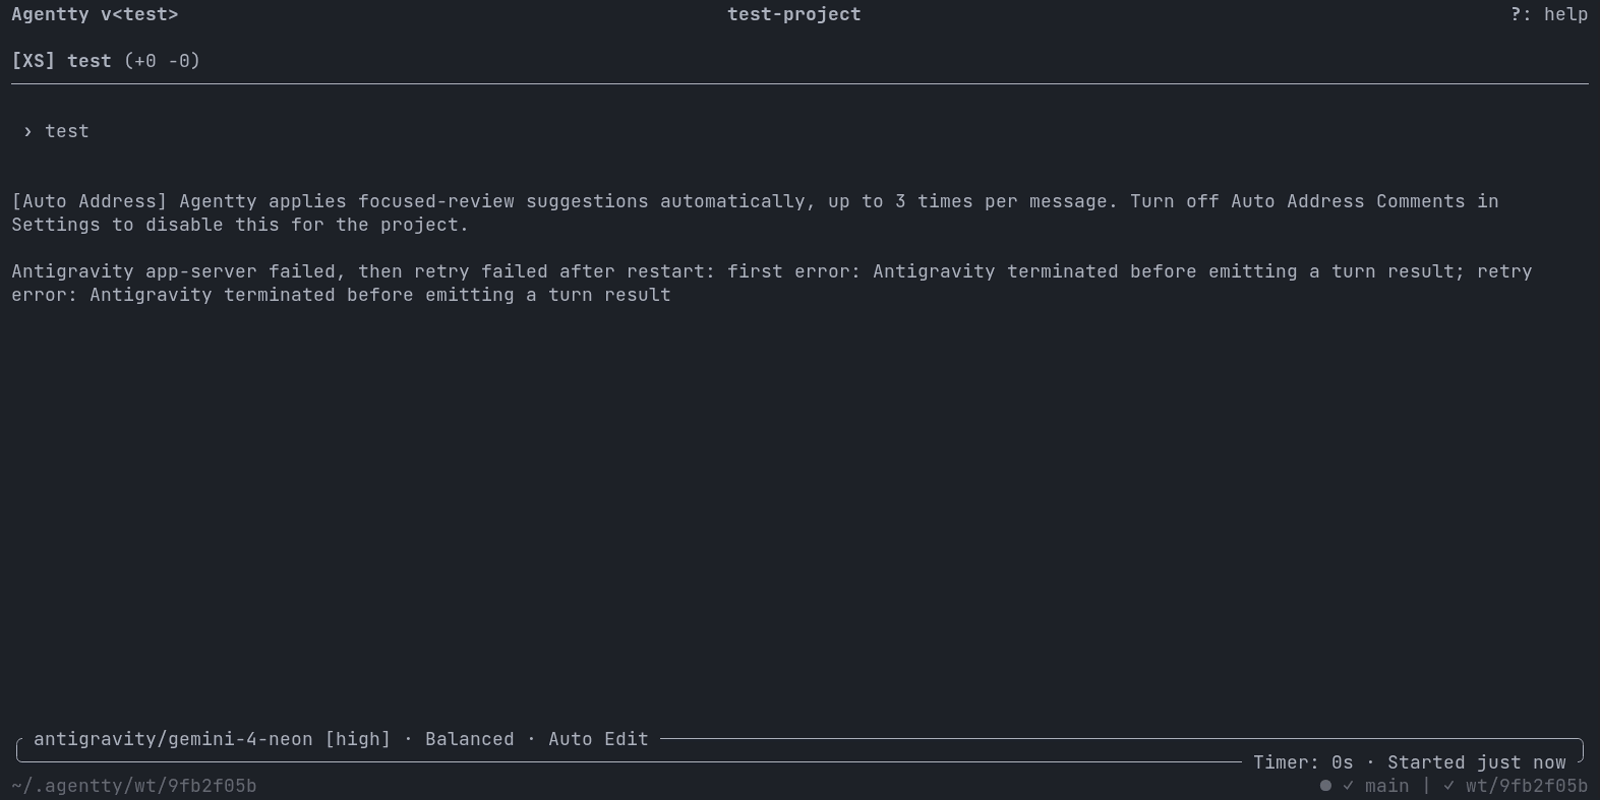 Agentty v<test> test-project ?: help
[XS] test (+0 -0)
› test
[Auto Address] Agentty applies focused-review suggestions automatically, up to 3 times per message. Turn off Auto Address Comments in
Settings to disable this for the project.
Antigravity app-server failed, then retry failed after restart: first error: Antigravity terminated before emitting a turn result; retry
error: Antigravity terminated before emitting a turn result
antigravity/gemini-4-neon [high] · Balanced · Auto Edit
Timer: 0s · Started just now
~/.agentty/wt/9fb2f05b ● ✓ main | ✓ wt/9fb2f05b